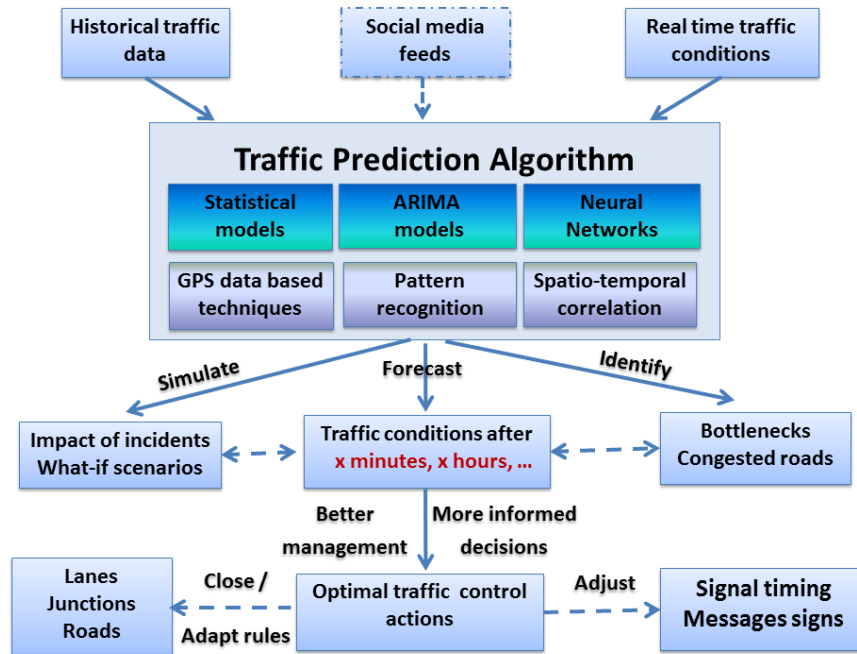 Historical traffic
data
Social media
feeds
Real time traffic
conditions
Traffic Prediction Algorithm
Statistical
models
ARIMA
models
Neural
Networks
GPS data based
techniques
Pattern
recognition
Spatio-temporal
correlation
Simulate
Forecast
Identify
Impact of incidents
What-if scenarios
Traffic conditions after
x minutes, x hours, ...
Bottlenecks
Congested roads
Better
management
More informed
decisions
Lanes
Junctions
Roads
Close /
Adapt rules
Optimal traffic control
actions
Adjust
Signal timing
Messages signs